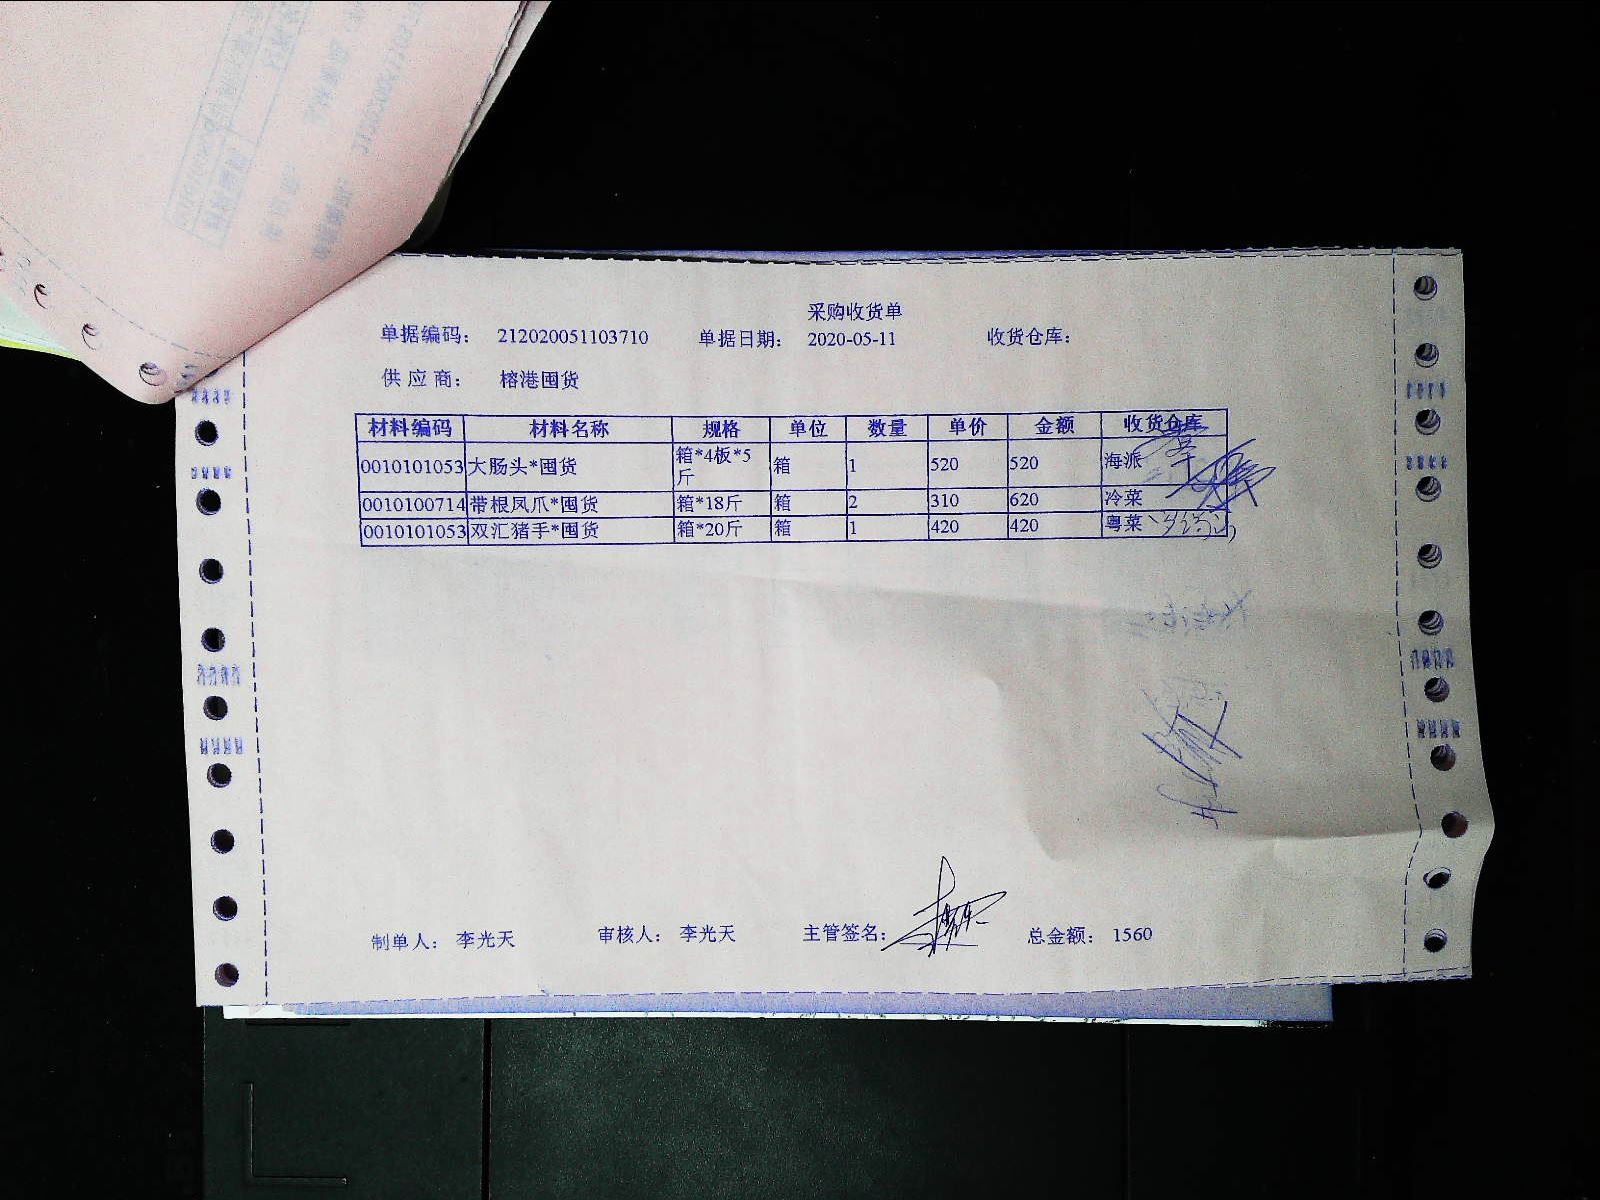 采购收货单
单据编码： 212020051103710 单据日期： 2020-05-11 收货仓库：
供应商： 榕港囤货
材料编码 材料名称 规格 单位 数量 单价 金额 收货仓库
0010101053 大肠头*囤货 箱*4板*5斤 箱 1 520 520 海派
0010100714 带根凤爪*囤货 箱*18斤 箱 2 310 620 冷菜
0010101053 双汇猪手*囤货 箱*20斤 箱 1 420 420 粤菜
制单人： 李光天 审核人： 李光天 主管签名： 总金额： 1560